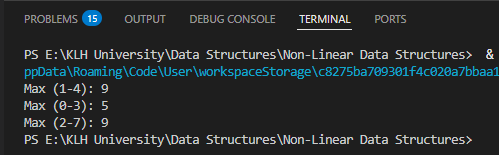 PROBLEMS 15 OUTPUT DEBUG CONSOLE TERMINAL PORTS
PS E:\KLH University\Data Structures\Non-Linear Data Structures> &
ppData\Roaming\Code\User\workspaceStorage\c8275ba709301f4c020a7bbaa1
Max (1-4): 9
Max (0-3): 5
Max (2-7): 9
PS E:\KLH University\Data Structures\Non-Linear Data Structures>